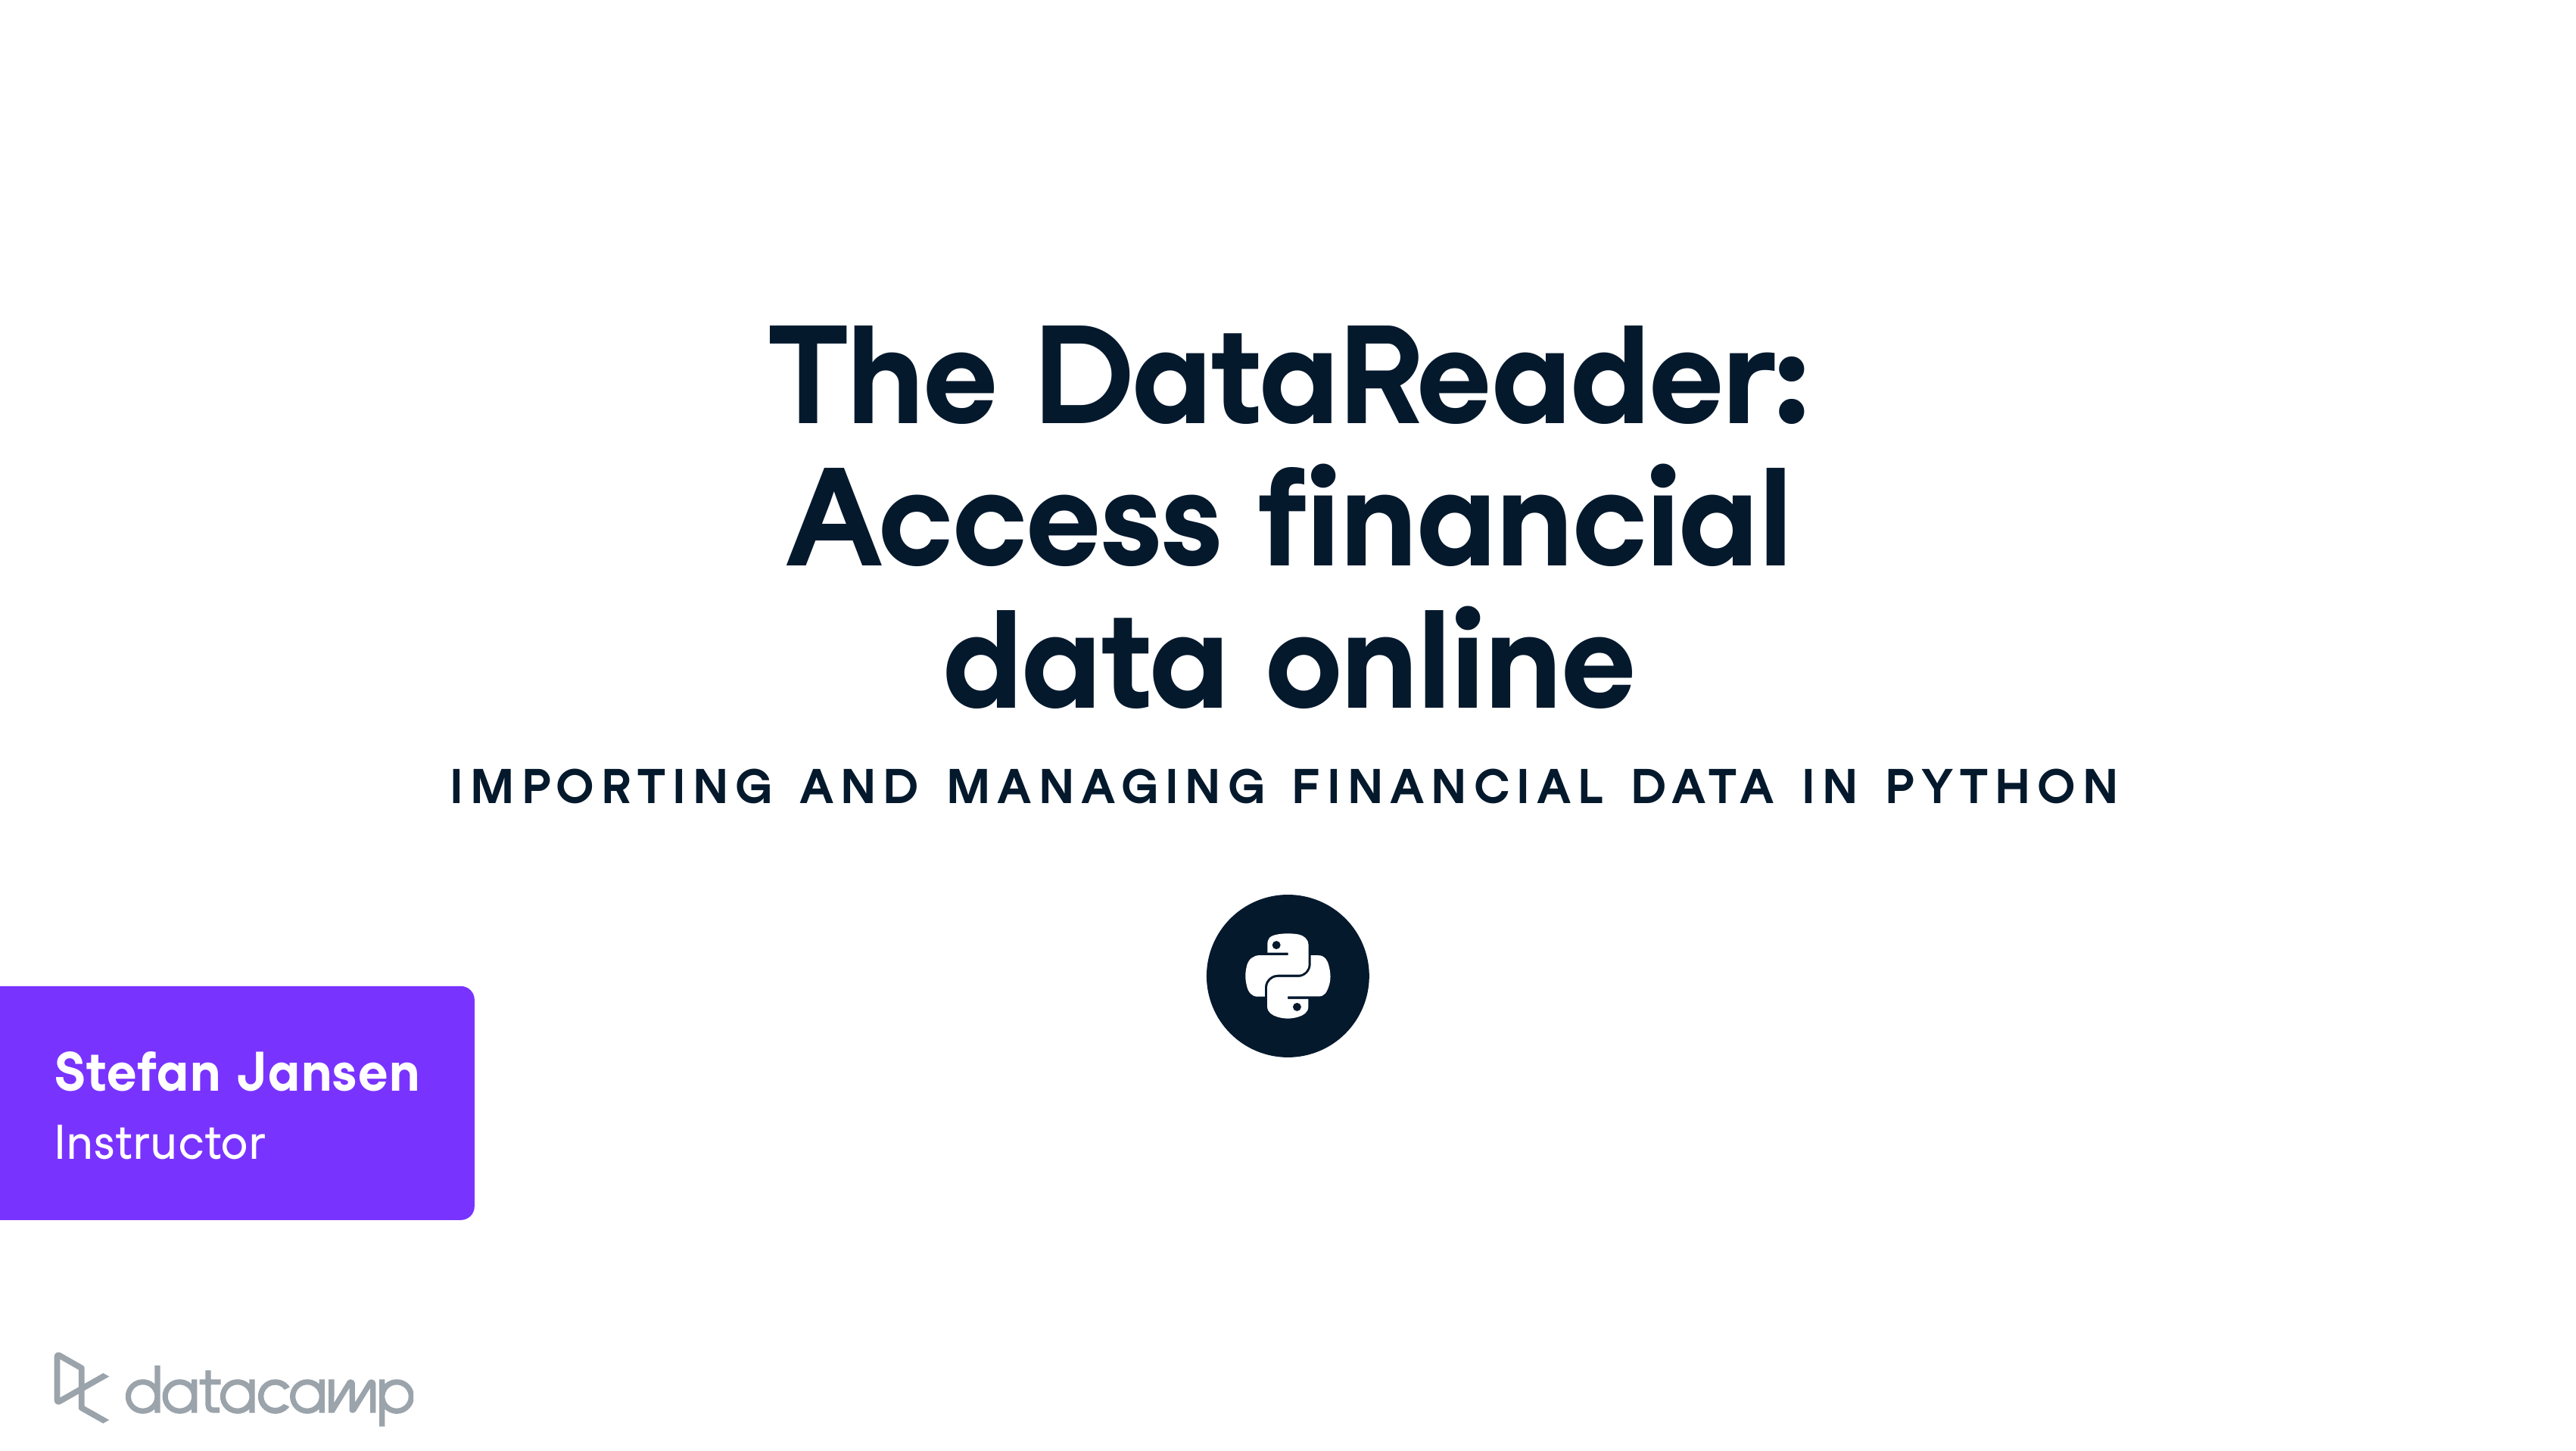 The DataReader:
Access financial
data online
IMPORTING AND MANAGING FINANCIAL DATA IN PYTHON
Stefan Jansen
Instructor
datacamp